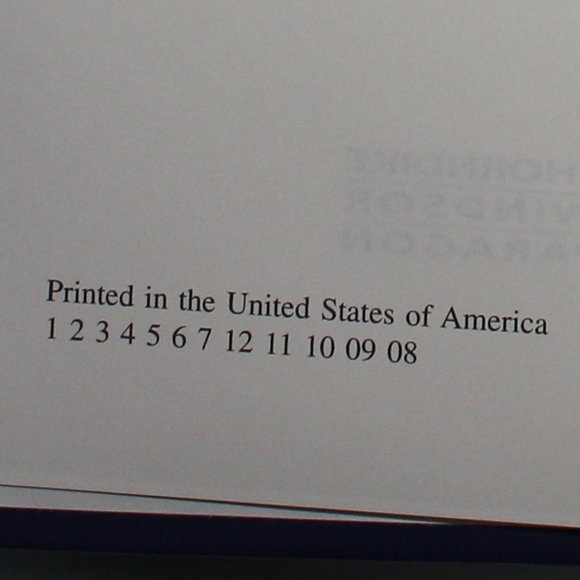 Printed in the United States of America
1 2 3 4 5 6 7 12 11 10 09 08